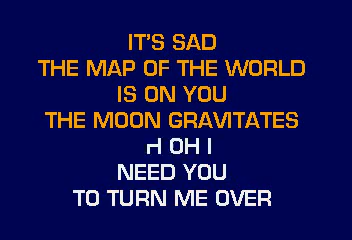 IT'S SAD
THE MAP OF THE WORLD
IS ON YOU
THE MOON GRAVITATES
OH I
NEED YOU
TO TURN ME OVER